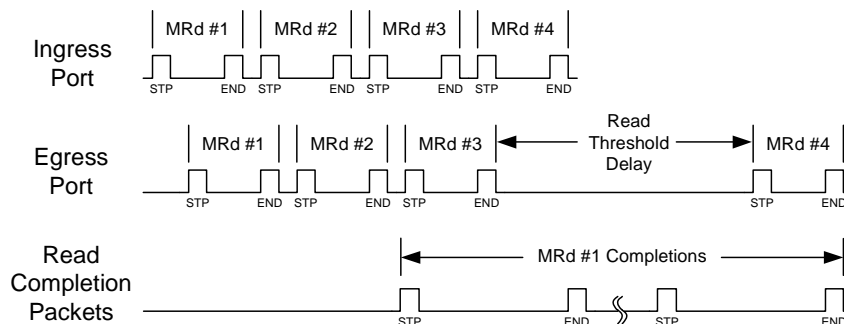 Ingress
Port
MRd #1 MRd #2 MRd #3 MRd #4
STP END STP END STP END STP END
Egress
Port
MRd #1 MRd #2 MRd #3 Read
Threshold
Delay MRd #4
STP END STP END STP END STP END
Read
Completion
Packets
MRd #1 Completions
STP END STP END